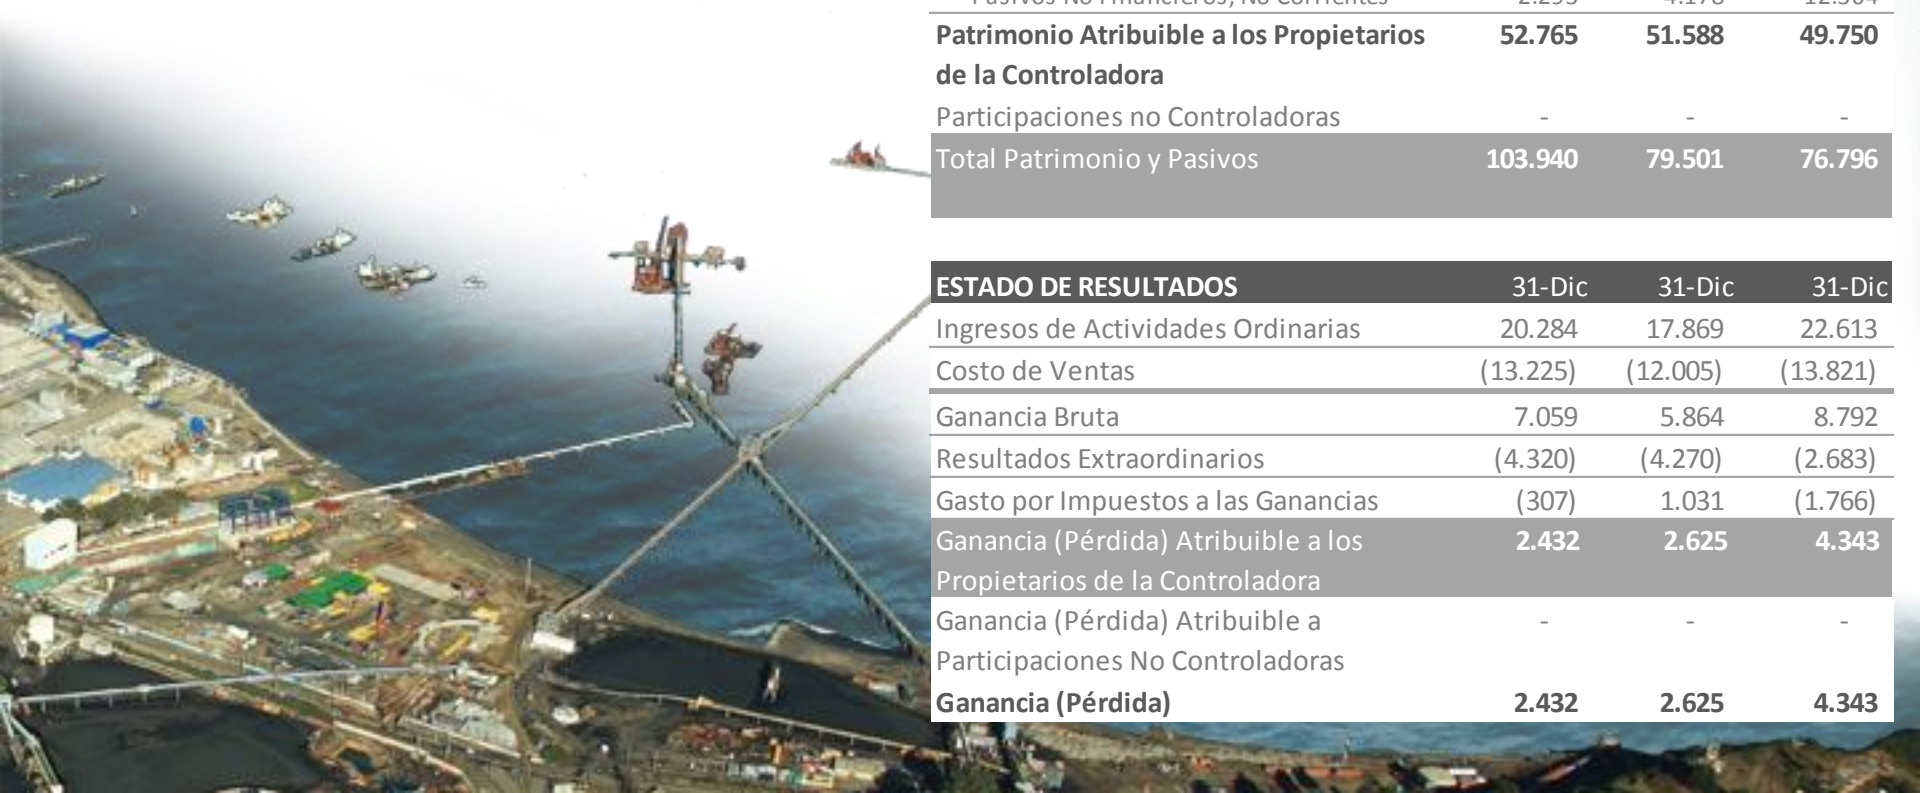 Patrimonio Atribuible a los Propietarios 52.765 51.588 49.750
de la Controladora
Participaciones no Controladoras - - -
Total Patrimonio y Pasivos 103.940 79.501 76.796
ESTADO DE RESULTADOS 31-Dic 31-Dic 31-Dic
Ingresos de Actividades Ordinarias 20.284 17.869 22.613
Costo de Ventas (13.225) (12.005) (13.821)
Ganancia Bruta 7.059 5.864 8.792
Resultados Extraordinarios (4.320) (4.270) (2.683)
Gasto por Impuestos a las Ganancias (307) 1.031 (1.766)
Ganancia (Pérdida) Atribuible a los 2.432 2.625 4.343
Propietarios de la Controladora
Ganancia (Pérdida) Atribuible a - - -
Participaciones No Controladoras
Ganancia (Pérdida) 2.432 2.625 4.343